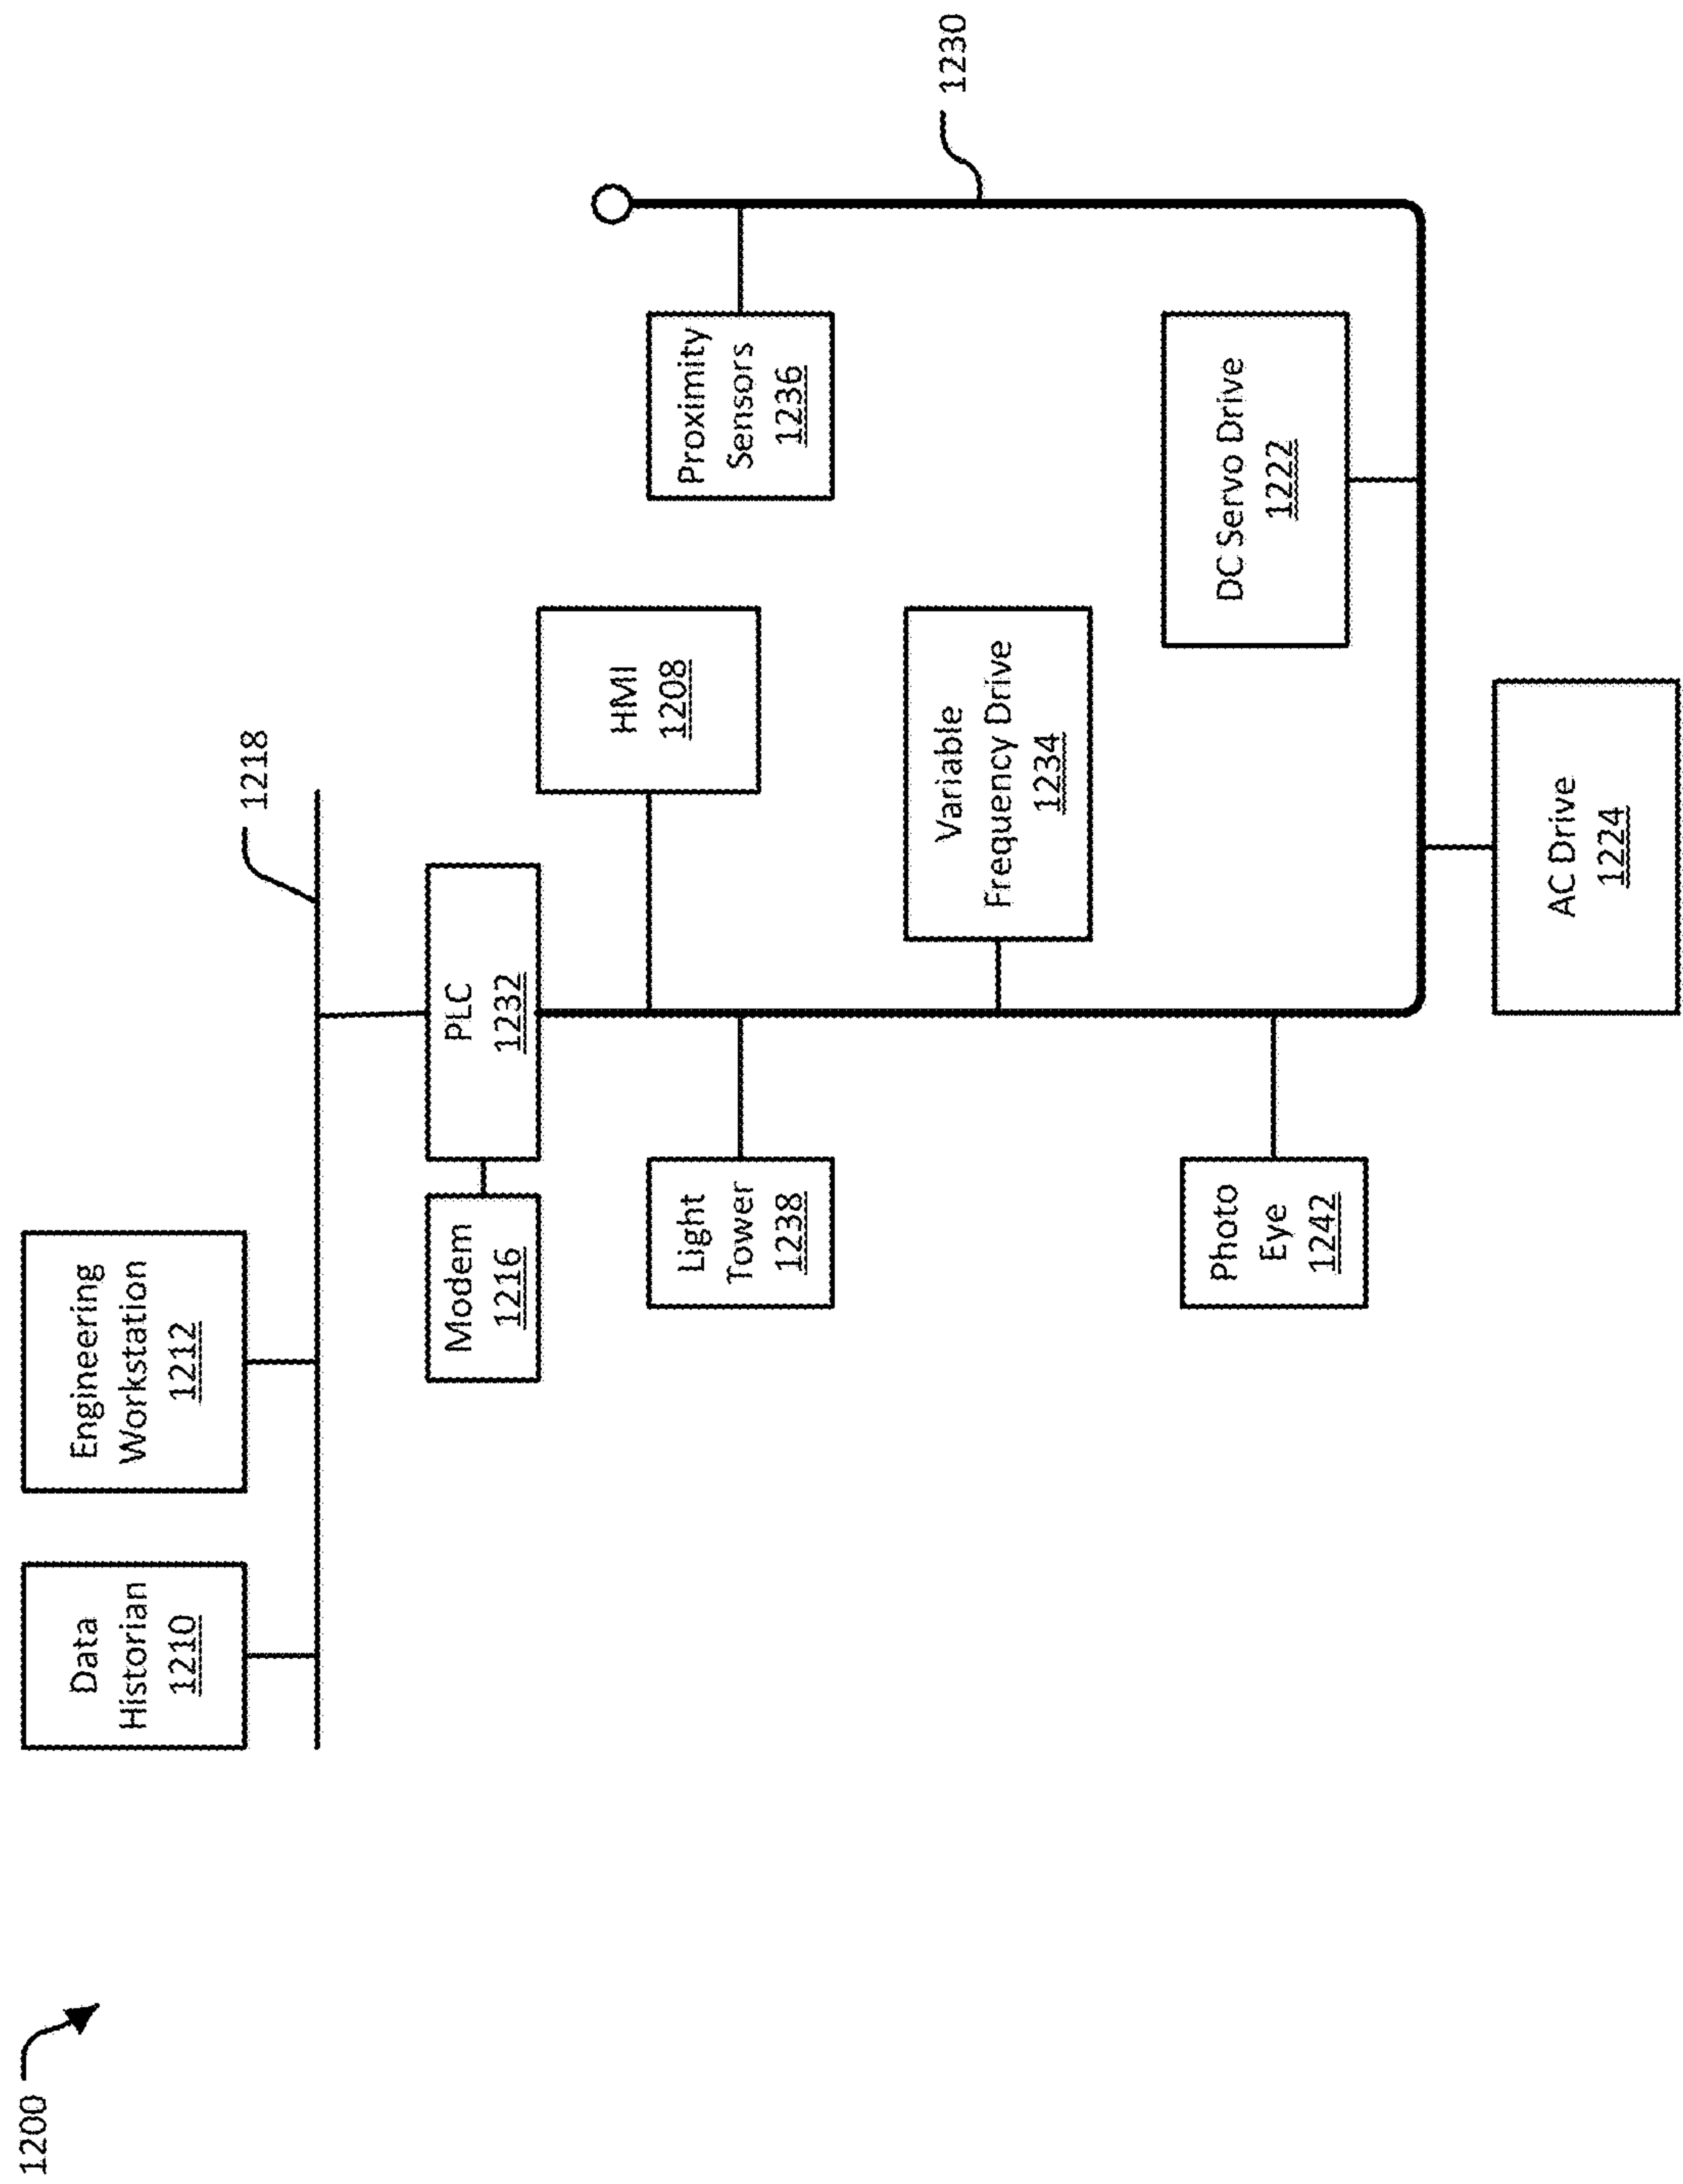 1200
Data
Historian
1210
Engineering
Workstation
1212
1218
Modem
1216
PLC
1232
HMI
1208
Light
Tower
1238
Proximity
Sensors
1236
Variable
Frequency Drive
1234
1230
Photo
Eye
1242
DC Servo Drive
1222
AC Drive
1224